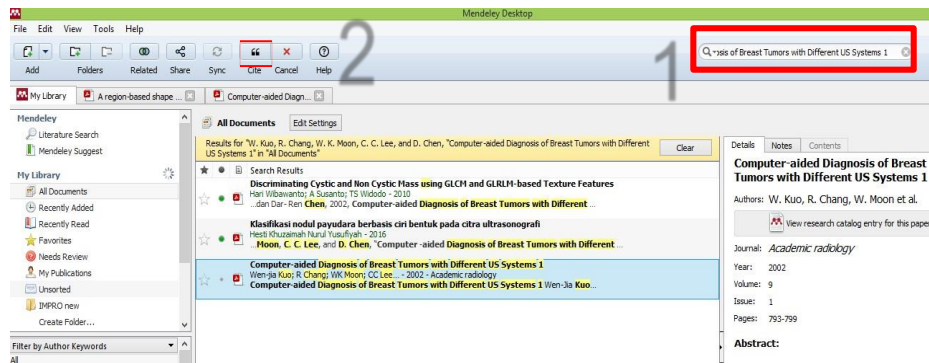 Mendeley Desktop
File Edit View Tools Help
Add Folders Related Share Sync Cite Cancel Help
2
1
osis of Breast Tumors with Different US Systems 1
My Library A region-based shape ... Computer-aided Diagn...
Mendeley
Literature Search
Mendeley Suggest
My Library
All Documents
Recently Added
Recently Read
Favorites
Needs Review
My Publications
Unsorted
IMPRO new
Create Folder...
Filter by Author Keywords
All
All Documents Edit Settings
Results for "W. Kuo, R. Chang, W. K. Moon, C. C. Lee, and D. Chen, "Computer-aided Diagnosis of Breast Tumors with Different
US Systems 1" in "All Documents"
Clear
Search Results
Discriminating Cystic and Non Cystic Mass using GLCM and GLRLM-based Texture Features
Hari Wibawanto; A Susanto; TS Widodo - 2010
...dan Dar- Ren Chen, 2002, Computer-aided Diagnosis of Breast Tumors with Different ...
Klasifikasi nodul payudara berbasis ciri bentuk pada citra ultrasonografi
Hesti Khuzaimah Nurul Yusufiyah - 2016
...Moon, C. C. Lee, and D. Chen, "Computer -aided Diagnosis of Breast Tumors with Different ...
Computer-aided Diagnosis of Breast Tumors with Different US Systems 1
Wen-jia Kuo; R Chang; WK Moon; CC Lee... - 2002 - Academic radiology
Computer-aided Diagnosis of Breast Tumors with Different US Systems 1 Wen-Jia Kuo...
Details Notes Contents
Computer-aided Diagnosis of Breast
Tumors with Different US Systems 1
Authors: W. Kuo, R. Chang, W. Moon et al.
View research catalog entry for this paper
Journal: Academic radiology
Year: 2002
Volume: 9
Issue: 1
Pages: 793-799
Abstract: